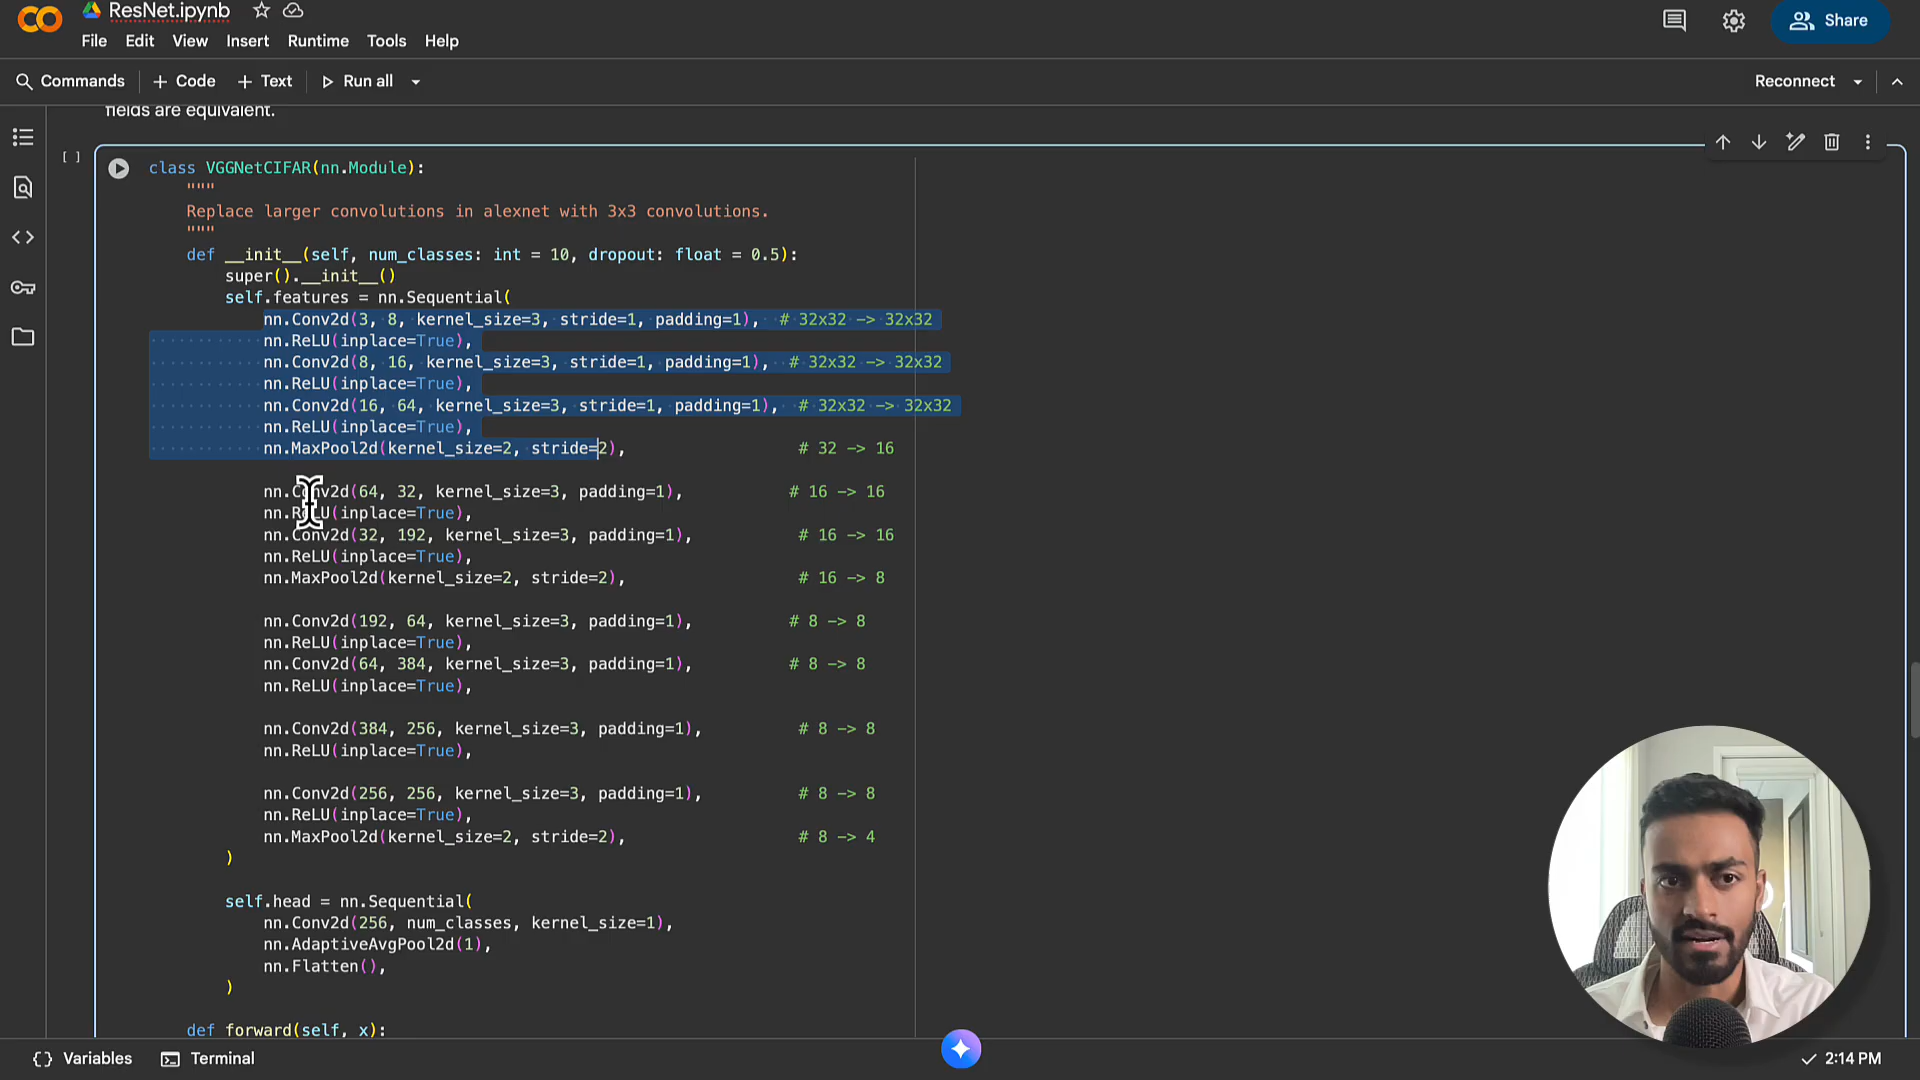 ResNet.ipynb
File Edit View Insert Runtime Tools Help
Share
Commands + Code + Text Run all
Reconnect
fields are equivalent.
[ ]
class VGGNetCIFAR(nn.Module):
"""
Replace larger convolutions in alexnet with 3x3 convolutions.
"""
def __init__(self, num_classes: int = 10, dropout: float = 0.5):
super().__init__()
self.features = nn.Sequential(
nn.Conv2d(3, 8, kernel_size=3, stride=1, padding=1), # 32x32 -> 32x32
nn.ReLU(inplace=True),
nn.Conv2d(8, 16, kernel_size=3, stride=1, padding=1), # 32x32 -> 32x32
nn.ReLU(inplace=True),
nn.Conv2d(16, 64, kernel_size=3, stride=1, padding=1), # 32x32 -> 32x32
nn.ReLU(inplace=True),
nn.MaxPool2d(kernel_size=2, stride=2), # 32 -> 16
nn.Conv2d(64, 32, kernel_size=3, padding=1), # 16 -> 16
nn.ReLU(inplace=True),
nn.Conv2d(32, 192, kernel_size=3, padding=1), # 16 -> 16
nn.ReLU(inplace=True),
nn.MaxPool2d(kernel_size=2, stride=2), # 16 -> 8
nn.Conv2d(192, 64, kernel_size=3, padding=1), # 8 -> 8
nn.ReLU(inplace=True),
nn.Conv2d(64, 384, kernel_size=3, padding=1), # 8 -> 8
nn.ReLU(inplace=True),
nn.Conv2d(384, 256, kernel_size=3, padding=1), # 8 -> 8
nn.ReLU(inplace=True),
nn.Conv2d(256, 256, kernel_size=3, padding=1), # 8 -> 8
nn.ReLU(inplace=True),
nn.MaxPool2d(kernel_size=2, stride=2), # 8 -> 4
)
self.head = nn.Sequential(
nn.Conv2d(256, num_classes, kernel_size=1),
nn.AdaptiveAvgPool2d(1),
nn.Flatten(),
)
def forward(self, x):
Variables Terminal
2:14 PM